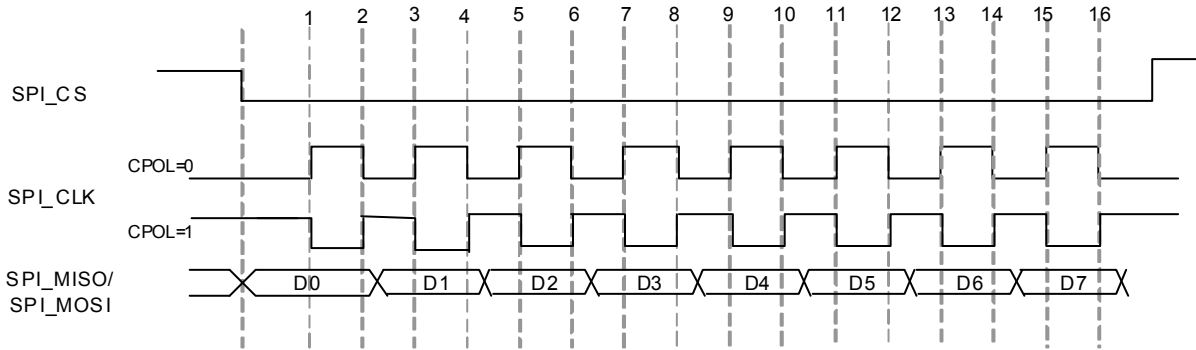 1 2 3 4 5 6 7 8 9 10 11 12 13 14 15 16
SPI_CS
CPOL=0
SPI_CLK
CPOL=1
SPI_MISO/
SPI_MOSI
D0 D1 D2 D3 D4 D5 D6 D7